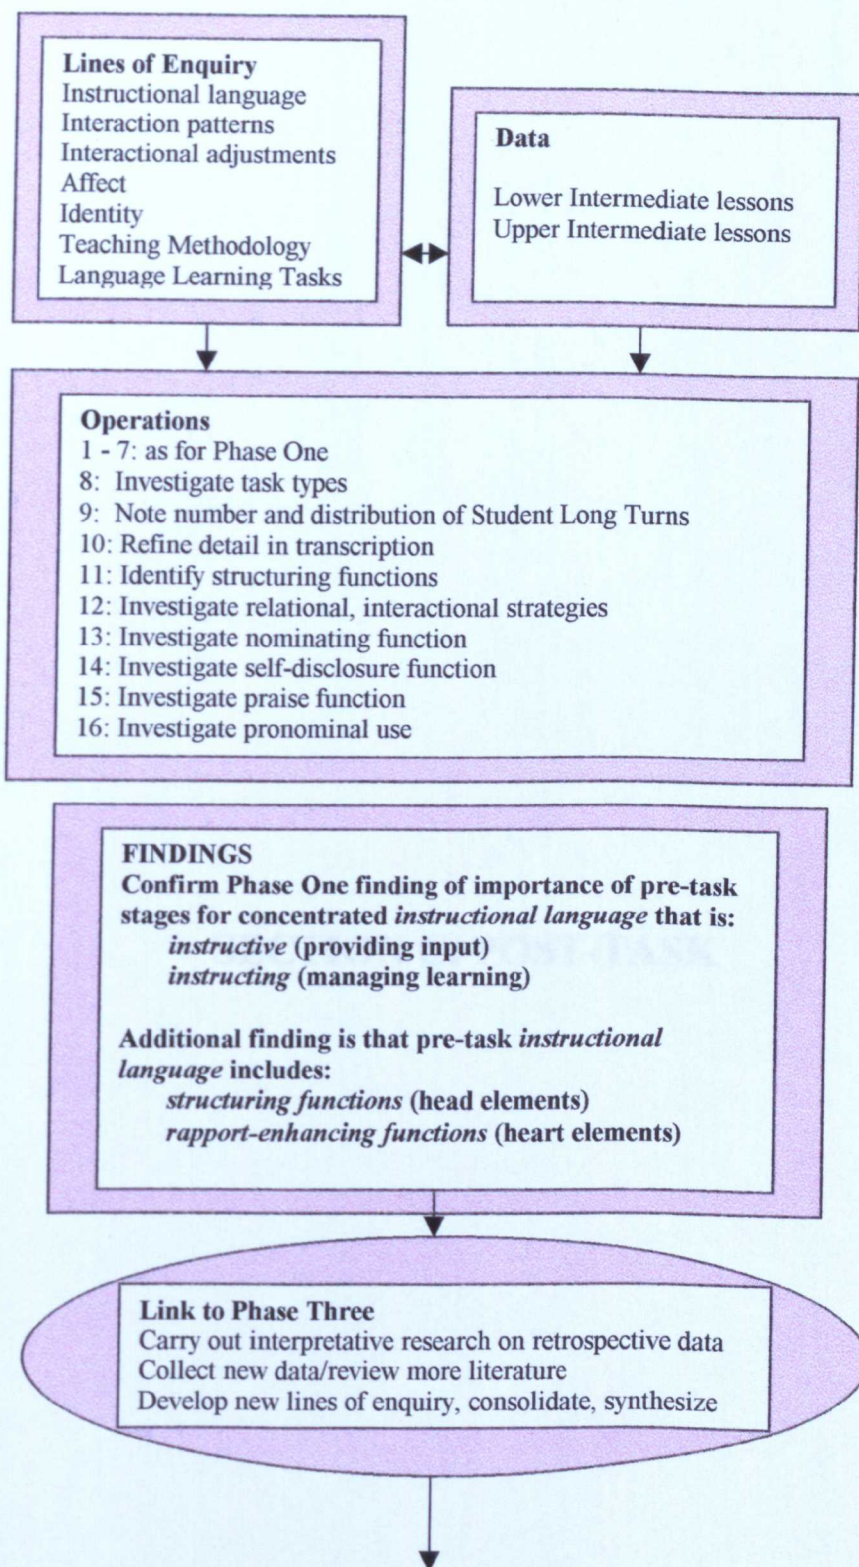 Lines of Enquiry
Instructional language
Interaction patterns
Interactional adjustments
Affect
Identity
Teaching Methodology
Language Learning Tasks
Data
Lower Intermediate lessons
Upper Intermediate lessons
Operations
1 - 7: as for Phase One
8: Investigate task types
9: Note number and distribution of Student Long Turns
10: Refine detail in transcription
11: Identify structuring functions
12: Investigate relational, interactional strategies
13: Investigate nominating function
14: Investigate self-disclosure function
15: Investigate praise function
16: Investigate pronominal use
FINDINGS
Confirm Phase One finding of importance of pre-task
stages for concentrated instructional language that is:
instructive (providing input)
instructing (managing learning)
Additional finding is that pre-task instructional
language includes:
structuring functions (head elements)
rapport-enhancing functions (heart elements)
Link to Phase Three
Carry out interpretative research on retrospective data
Collect new data/review more literature
Develop new lines of enquiry, consolidate, synthesize